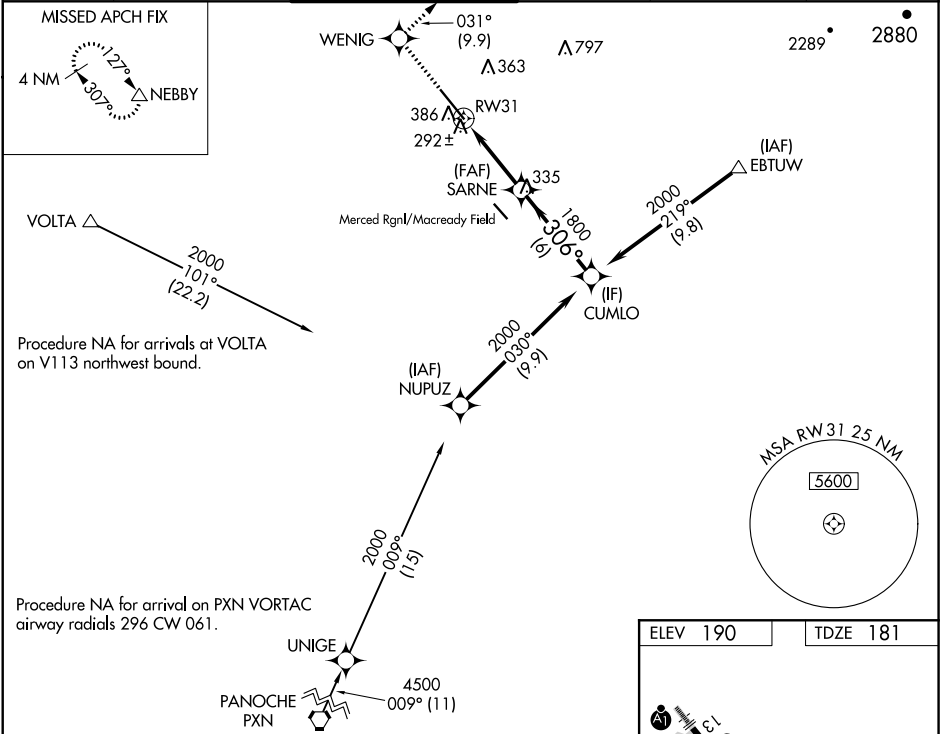 MISSED APCH FIX
4 NM
127°
307°
NEBBY
WENIG
031°
(9.9)
797
363
2289
2880
386
RW31
292±
(FAF)
SARNE
335
(IAF)
EBTUW
Merced Rgnl/Macready Field
VOLTA
2000
101°
(22.2)
1800
306°
(6)
2000
219°
(9.8)
(IF)
CUMLO
Procedure NA for arrivals at VOLTA
on V113 northwest bound.
2000
030°
(9.9)
(IAF)
NUPUZ
MSA RW31 25 NM
5600
2000
009°
(15)
Procedure NA for arrival on PXN VORTAC
airway radials 296 CW 061.
UNIGE
4500
009° (11)
PANOCHE
PXN
ELEV 190
TDZE 181
A1
13